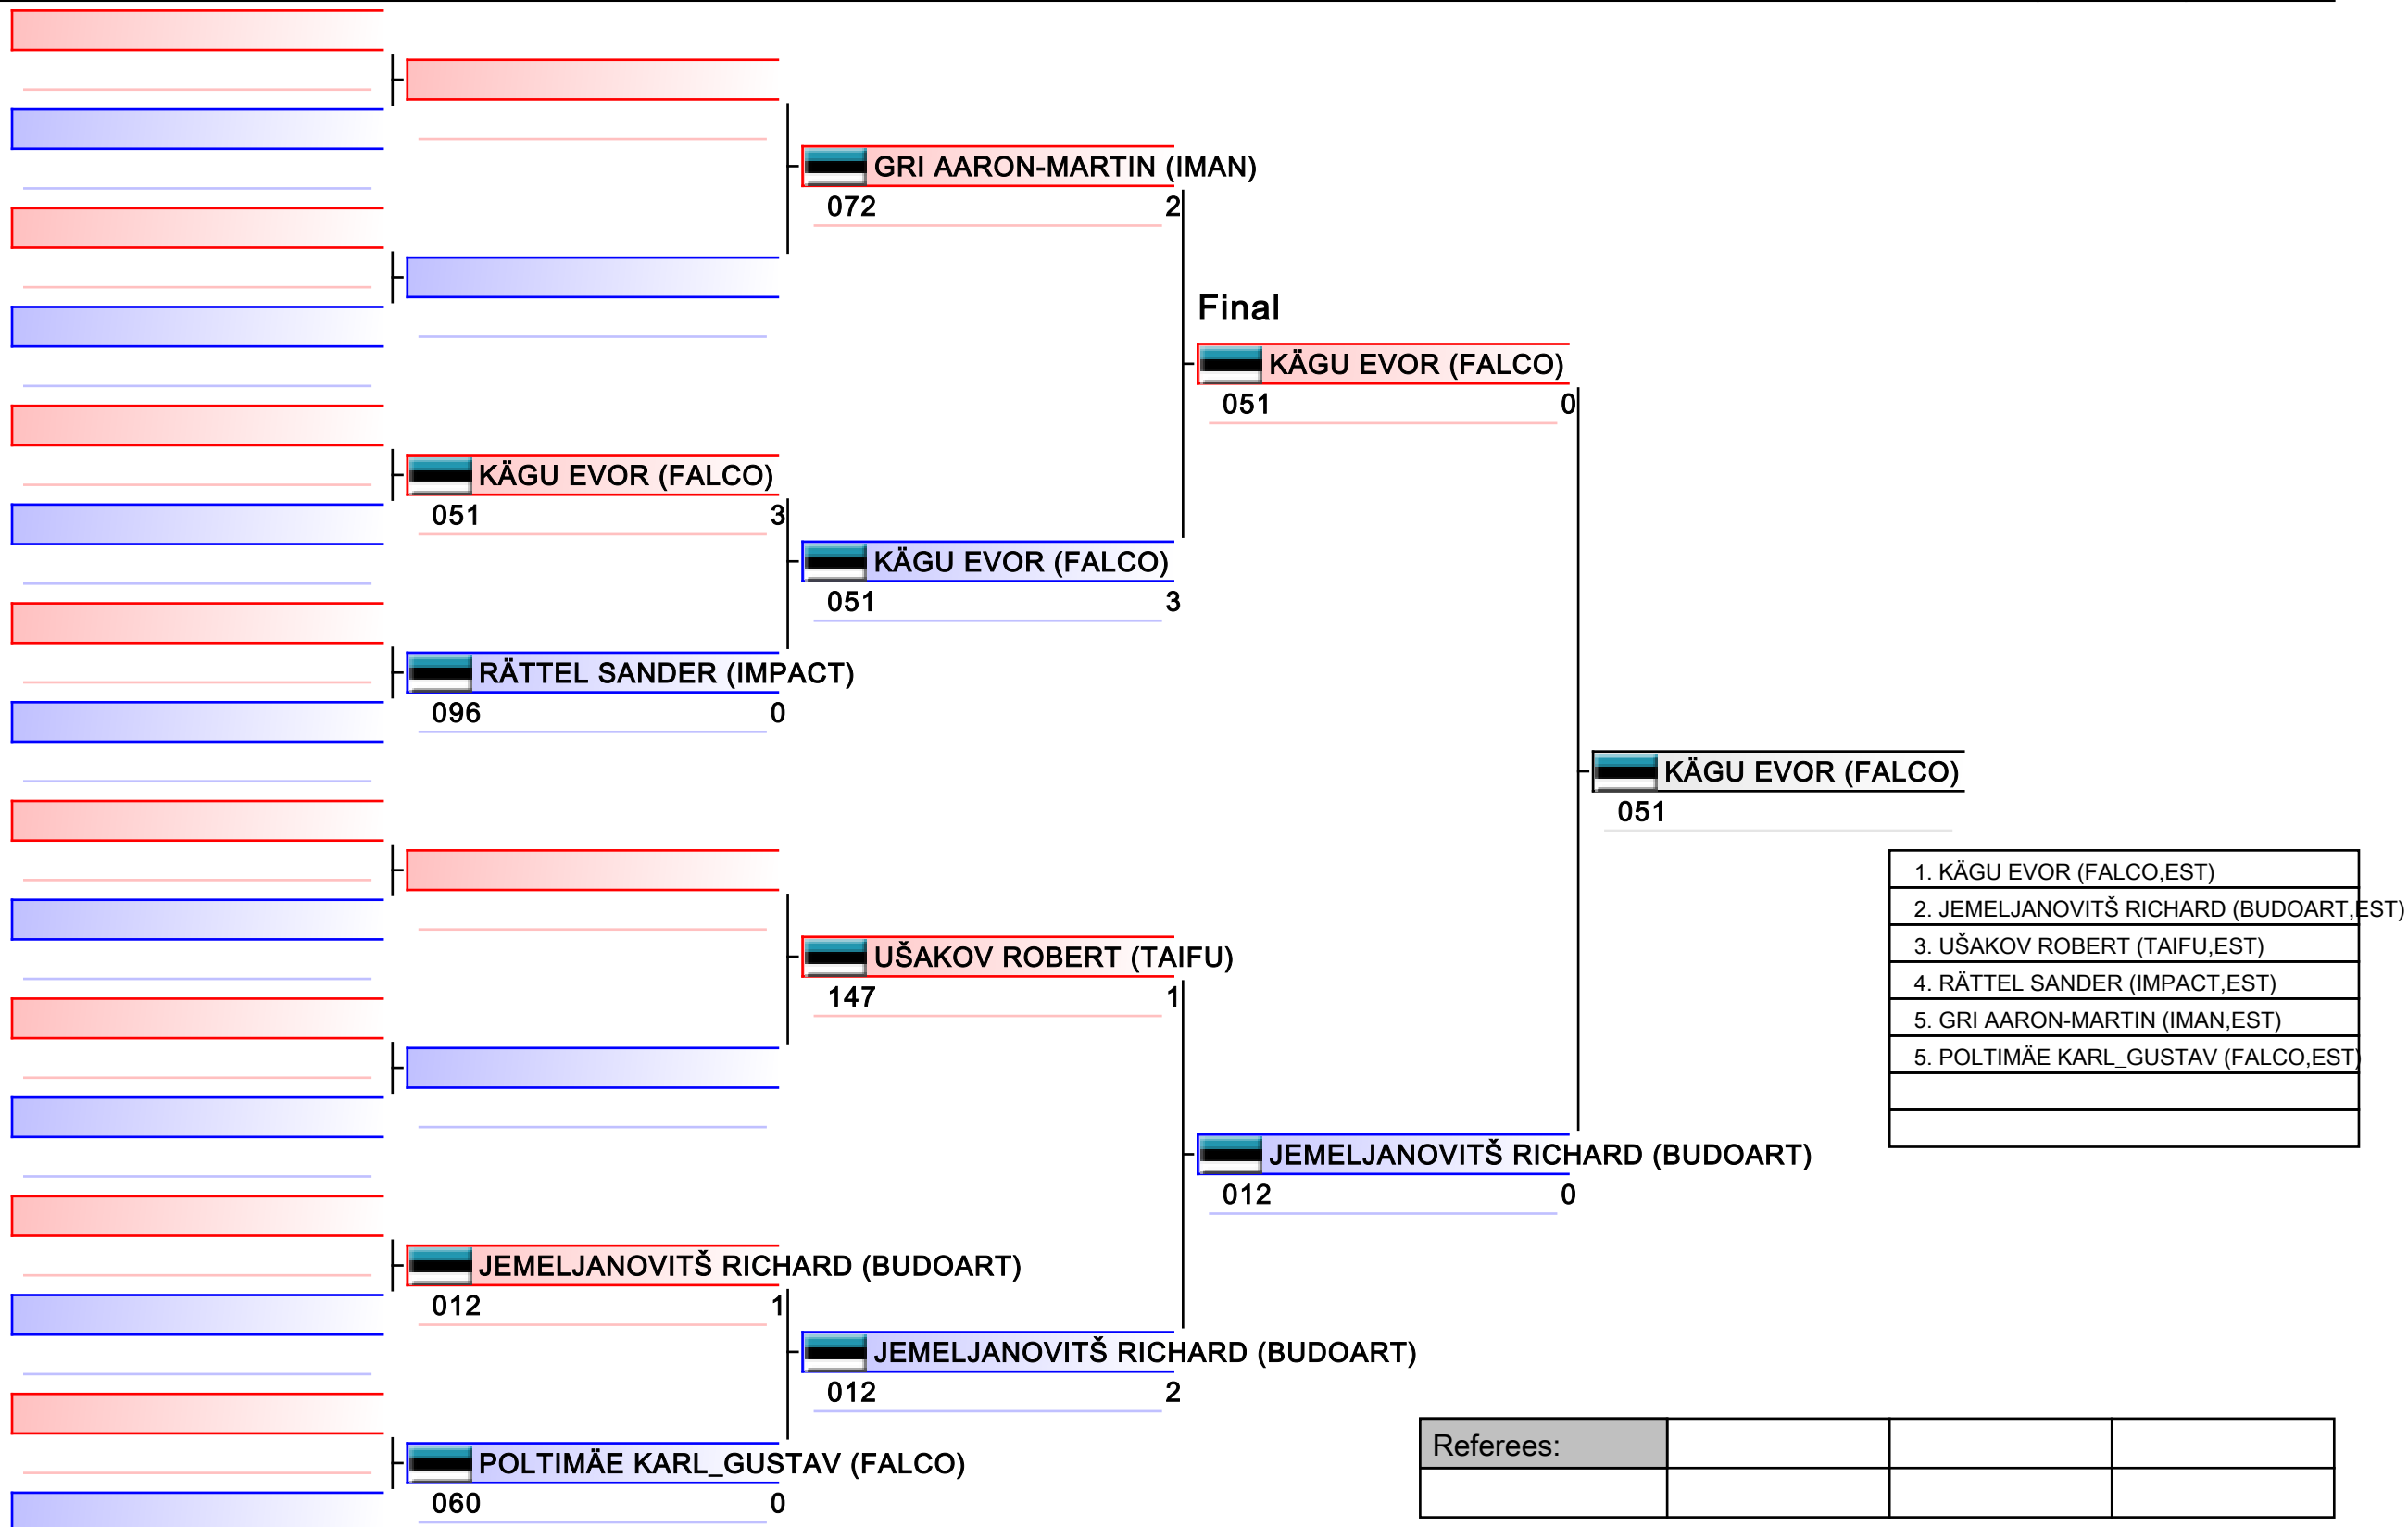 GRI AARON-MARTIN (IMAN)
072 2
Final
KÄGU EVOR (FALCO)
051 0
KÄGU EVOR (FALCO)
051 3
KÄGU EVOR (FALCO)
051 3
RÄTTEL SANDER (IMPACT)
096 0
KÄGU EVOR (FALCO)
051
1. KÄGU EVOR (FALCO,EST)
2. JEMELJANOVITŠ RICHARD (BUDOART,EST)
3. UŠAKOV ROBERT (TAIFU,EST)
4. RÄTTEL SANDER (IMPACT,EST)
5. GRI AARON-MARTIN (IMAN,EST)
5. POLTIMÄE KARL_GUSTAV (FALCO,EST)
UŠAKOV ROBERT (TAIFU)
147 1
JEMELJANOVITŠ RICHARD (BUDOART)
012 0
JEMELJANOVITŠ RICHARD (BUDOART)
012 1
JEMELJANOVITŠ RICHARD (BUDOART)
012 2
POLTIMÄE KARL_GUSTAV (FALCO)
060 0
Referees: